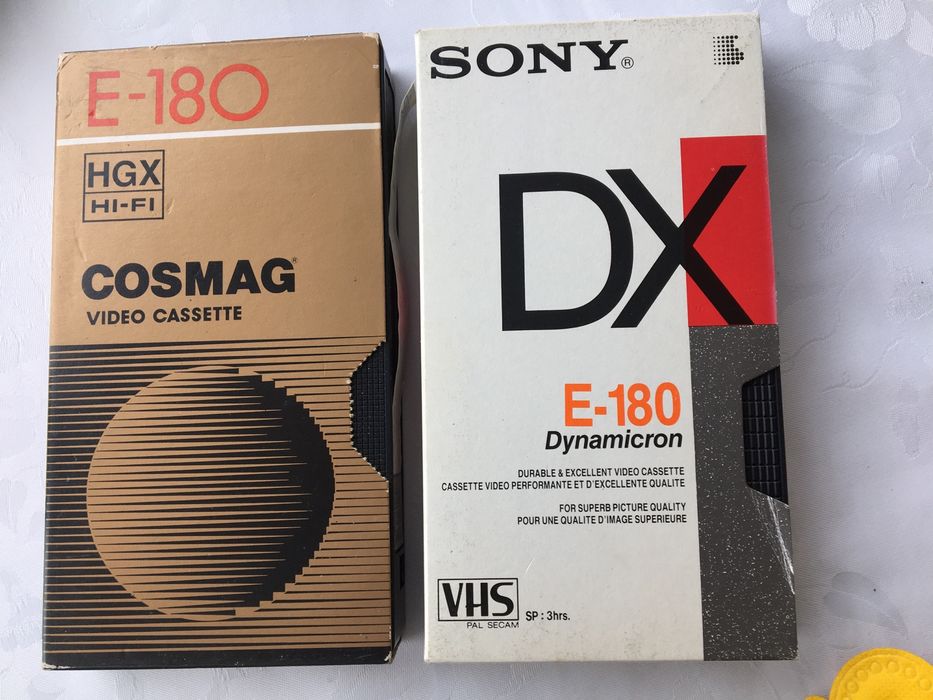 E-180
HGX
HI-FI
COSMAG®
VIDEO CASSETTE
SONY®
DX
E-180
Dynamicron
DURABLE & EXCELLENT VIDEO CASSETTE
CASSETTE VIDEO PERFORMANTE ET D'EXCELLENTE QUALITE
FOR SUPERB PICTURE QUALITY
POUR UNE QUALITE D'IMAGE SUPERIEURE
VHS
PAL SECAM
SP : 3hrs.